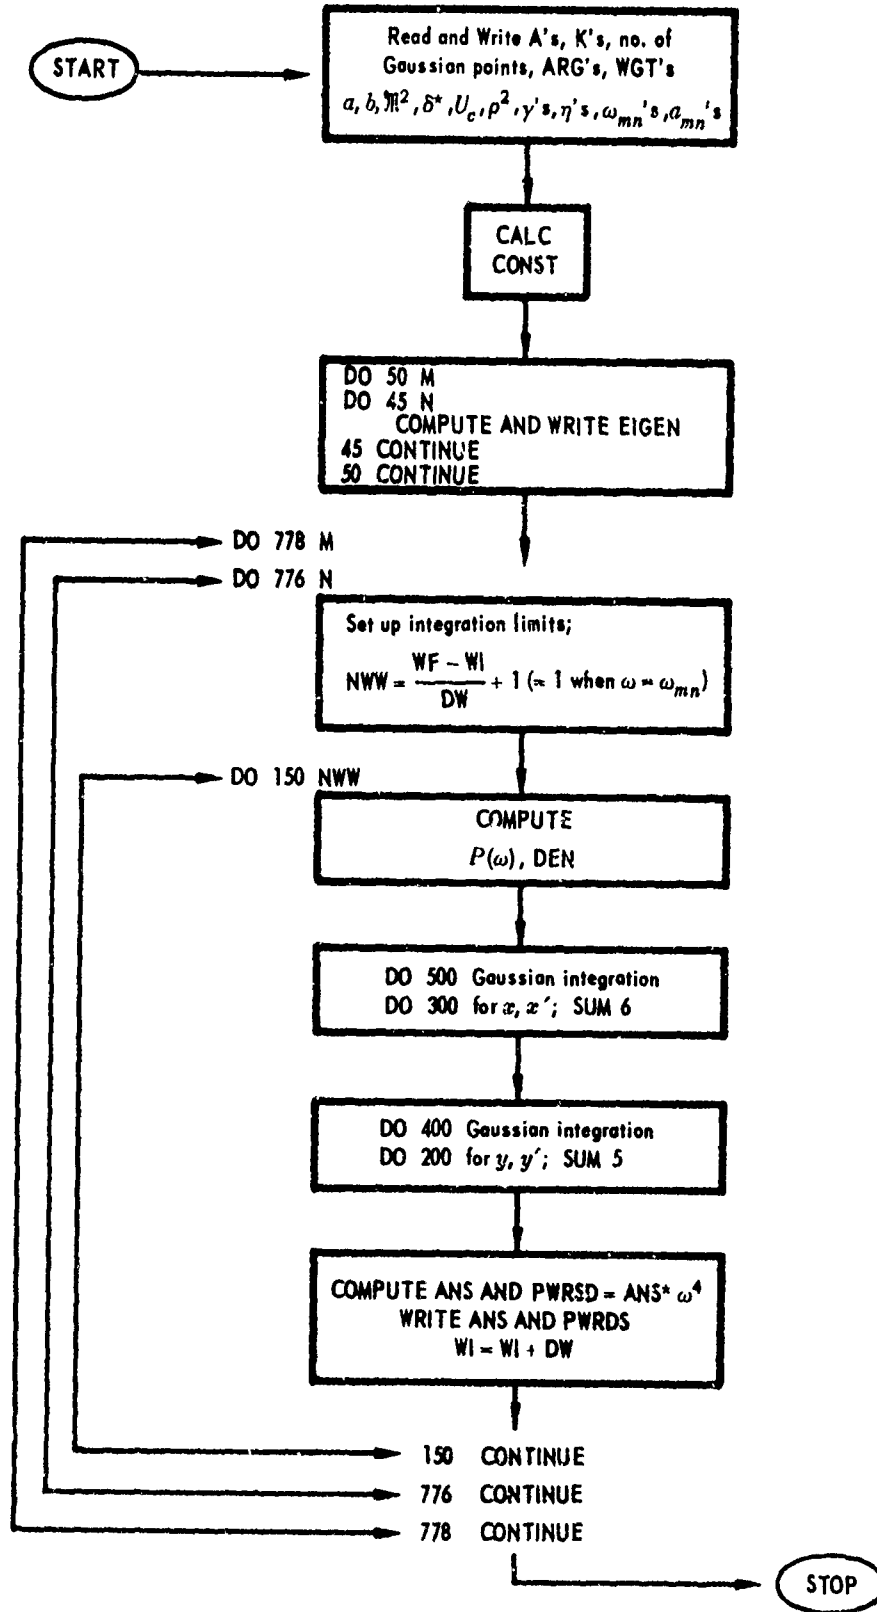 START
Read and Write A's, K's, no. of
Gaussian points, ARG's, WGT's
a, b, 𝔐², δ*, U_c, ρ², γ's, η's, ω_mn's, a_mn's
CALC
CONST
DO 50 M
DO 45 N
COMPUTE AND WRITE EIGEN
45 CONTINUE
50 CONTINUE
DO 778 M
DO 776 N
Set up integration limits;
NWW = (WF - WI)/DW + 1 (= 1 when ω = ω_mn)
DO 150 NWW
COMPUTE
P(ω), DEN
DO 500 Gaussian integration
DO 300 for x, x′; SUM 6
DO 400 Gaussian integration
DO 200 for y, y′; SUM 5
COMPUTE ANS AND PWRSD = ANS* ω⁴
WRITE ANS AND PWRDS
WI = WI + DW
150 CONTINUE
776 CONTINUE
778 CONTINUE
STOP